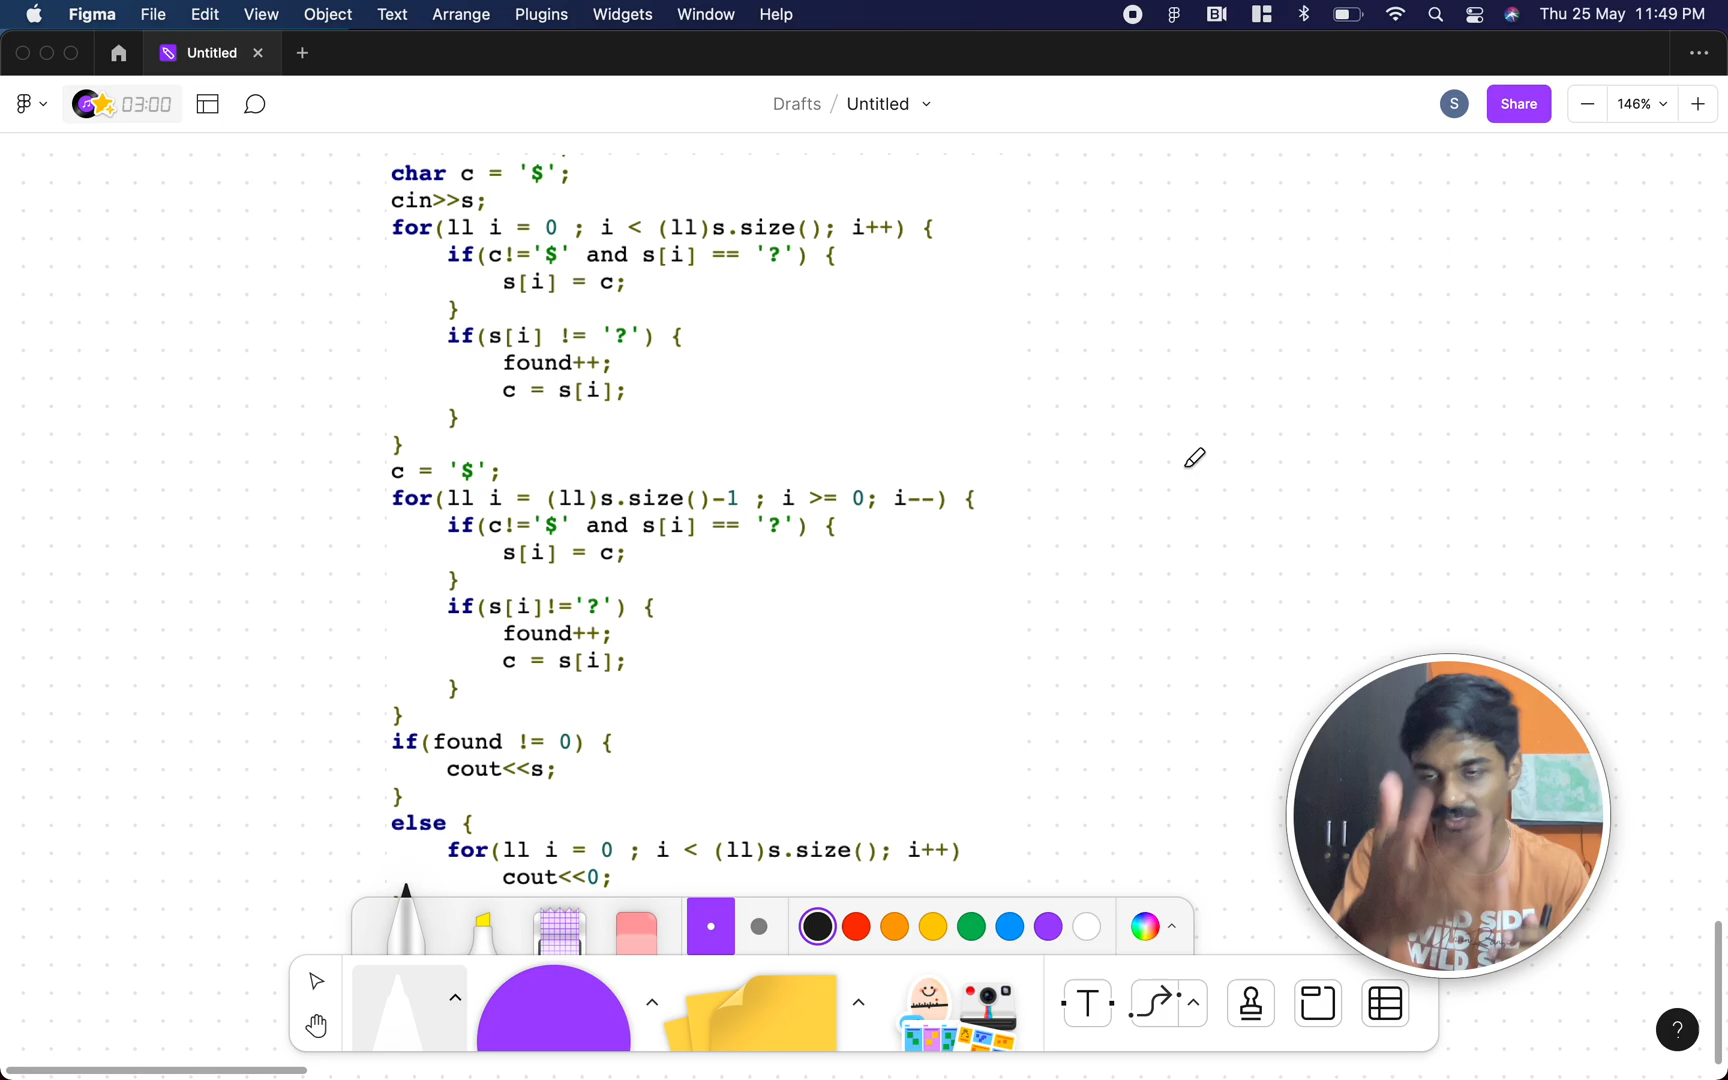 Figma File Edit View Object Text Arrange Plugins Widgets Window Help Thu 25 May 11:49 PM
Untitled
03:00 Drafts / Untitled S Share 146%
char c = '$';
cin>>s;
for(ll i = 0 ; i < (ll)s.size(); i++) {
if(c!='$' and s[i] == '?') {
s[i] = c;
}
if(s[i] != '?') {
found++;
c = s[i];
}
}
c = '$';
for(ll i = (ll)s.size()-1 ; i >= 0; i--) {
if(c!='$' and s[i] == '?') {
s[i] = c;
}
if(s[i]!='?') {
found++;
c = s[i];
}
}
if(found != 0) {
cout<<s;
}
else {
for(ll i = 0 ; i < (ll)s.size(); i++)
cout<<0;
WILD SIDE
WILD S
T
?